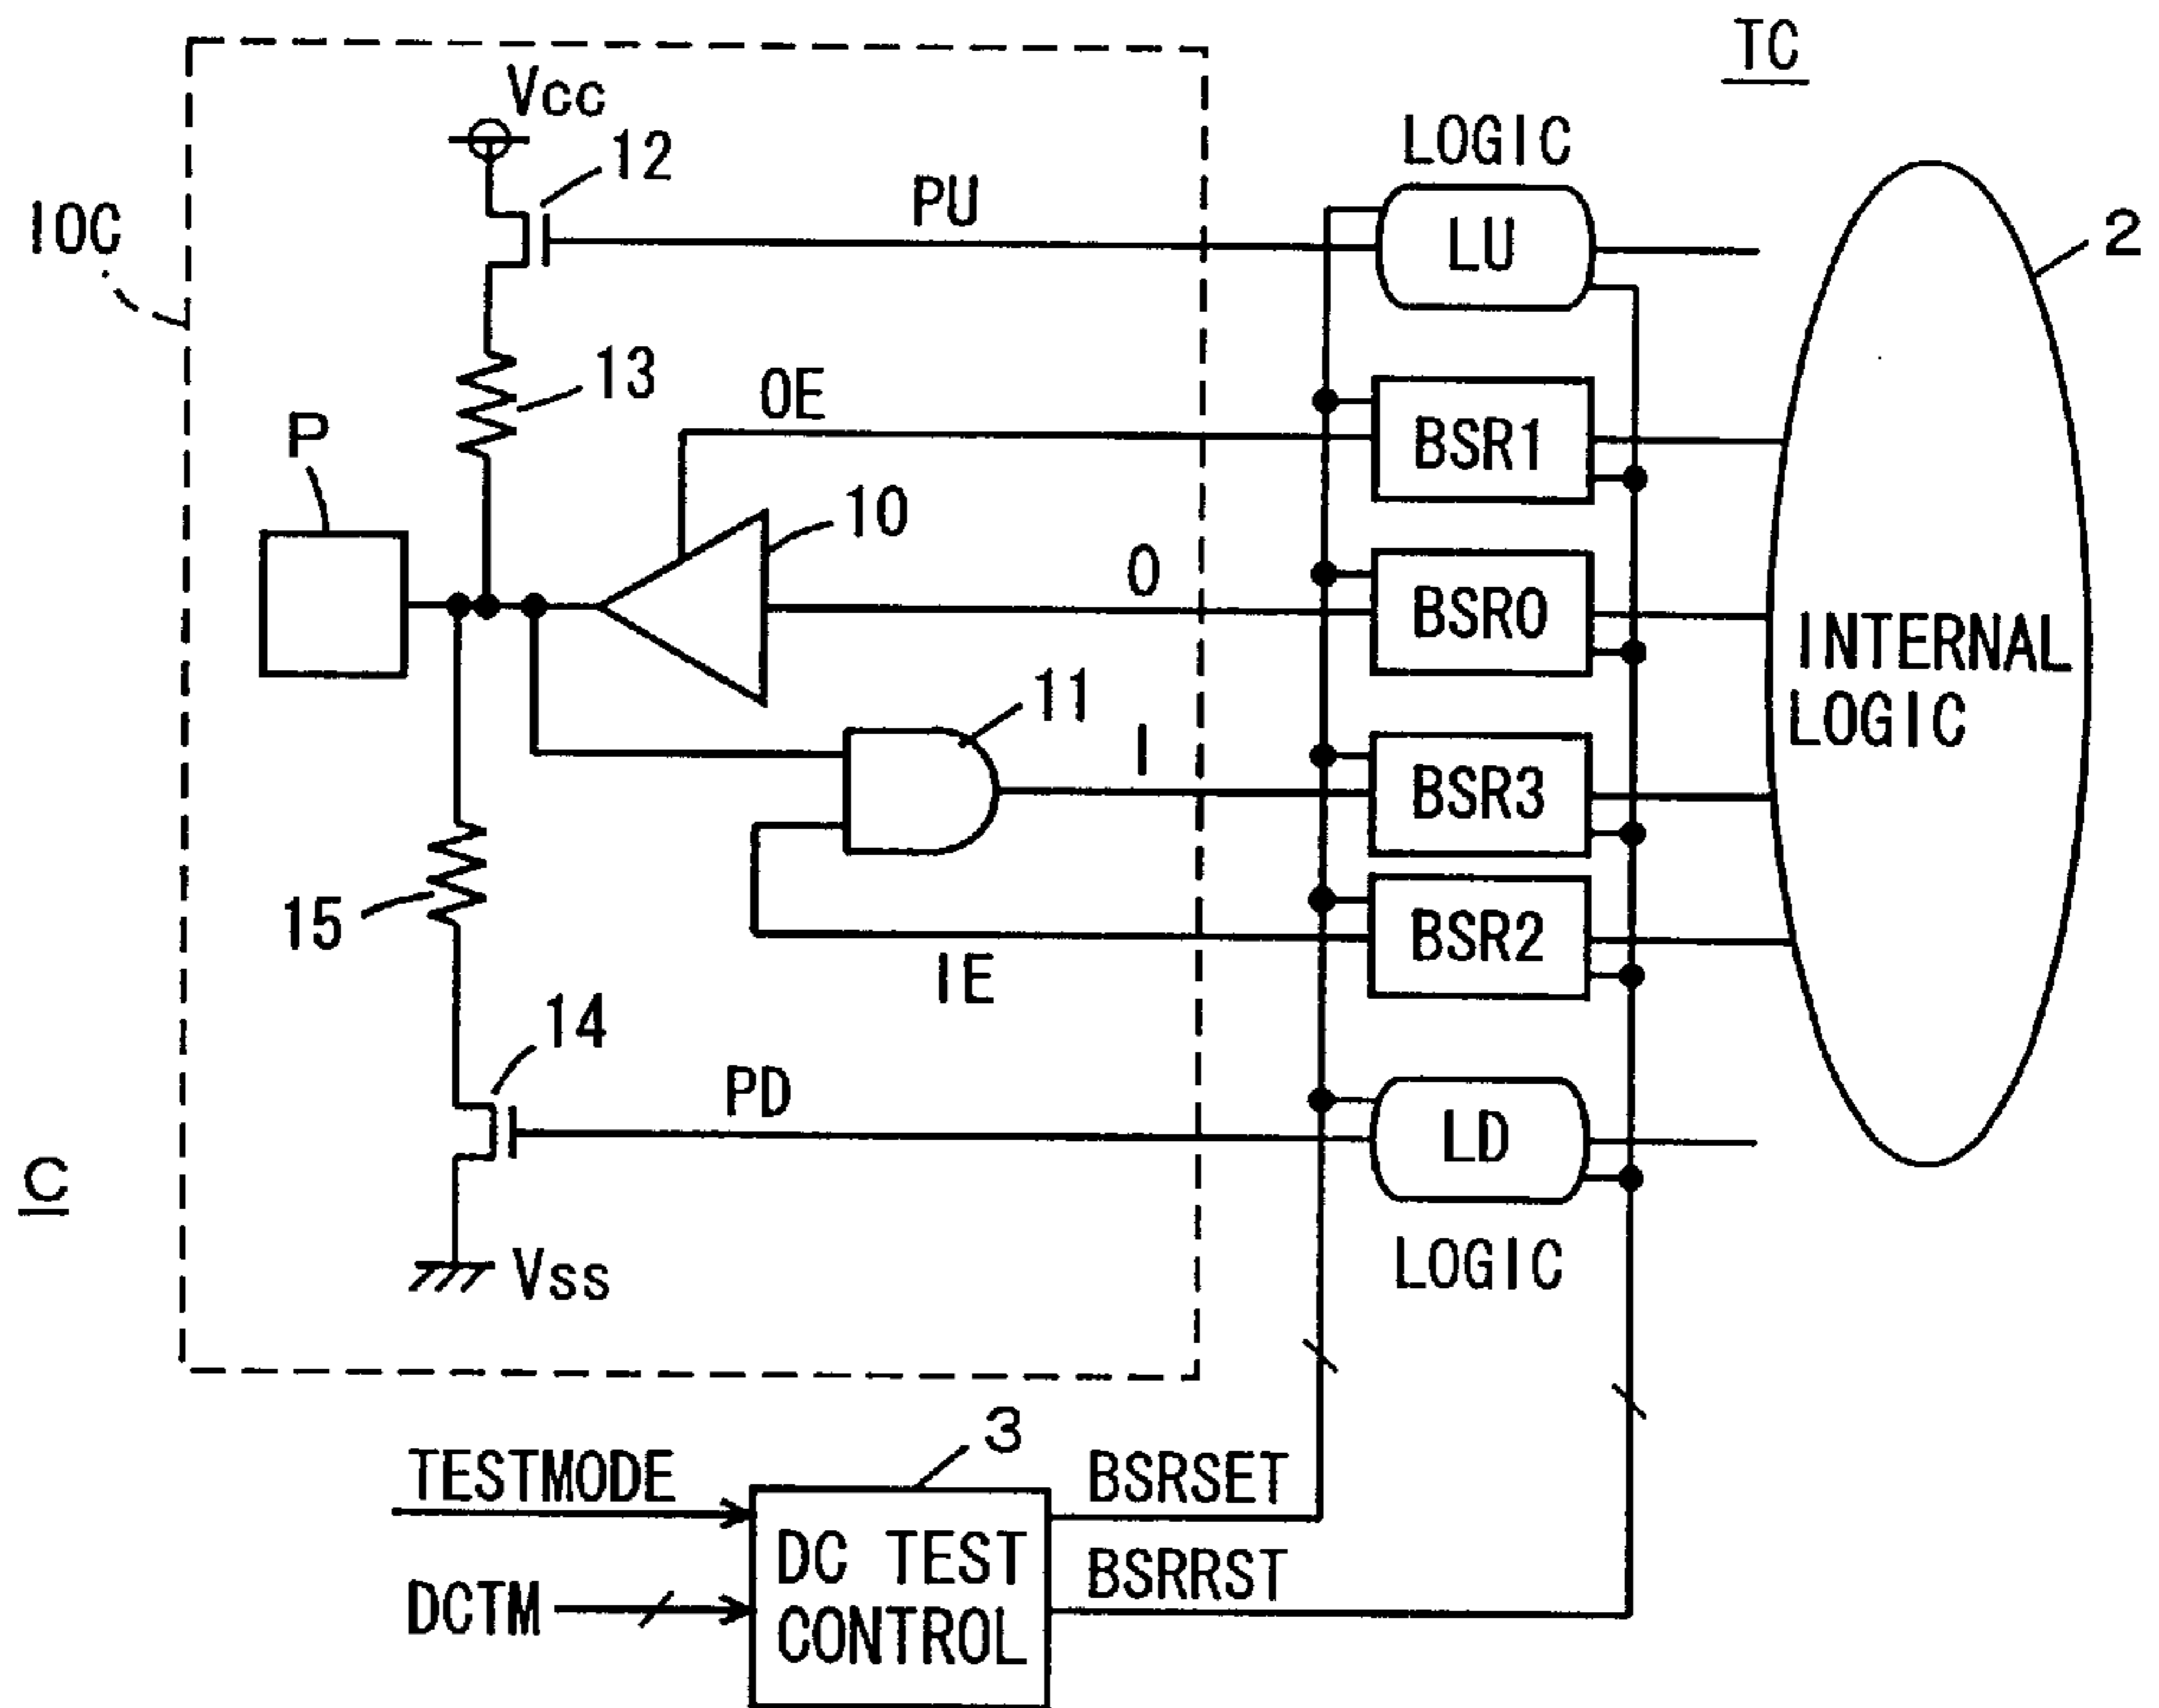 TC
Vcc
12
LOGIC
PU
LU
2
IOC
13
OE
P
BSR1
10
O
BSR0
INTERNAL
LOGIC
11
I
BSR3
15
BSR2
IE
14
PD
LD
C
Vss
LOGIC
3
TESTMODE
BSRSET
DC TEST
CONTROL
BSRRST
DCTM